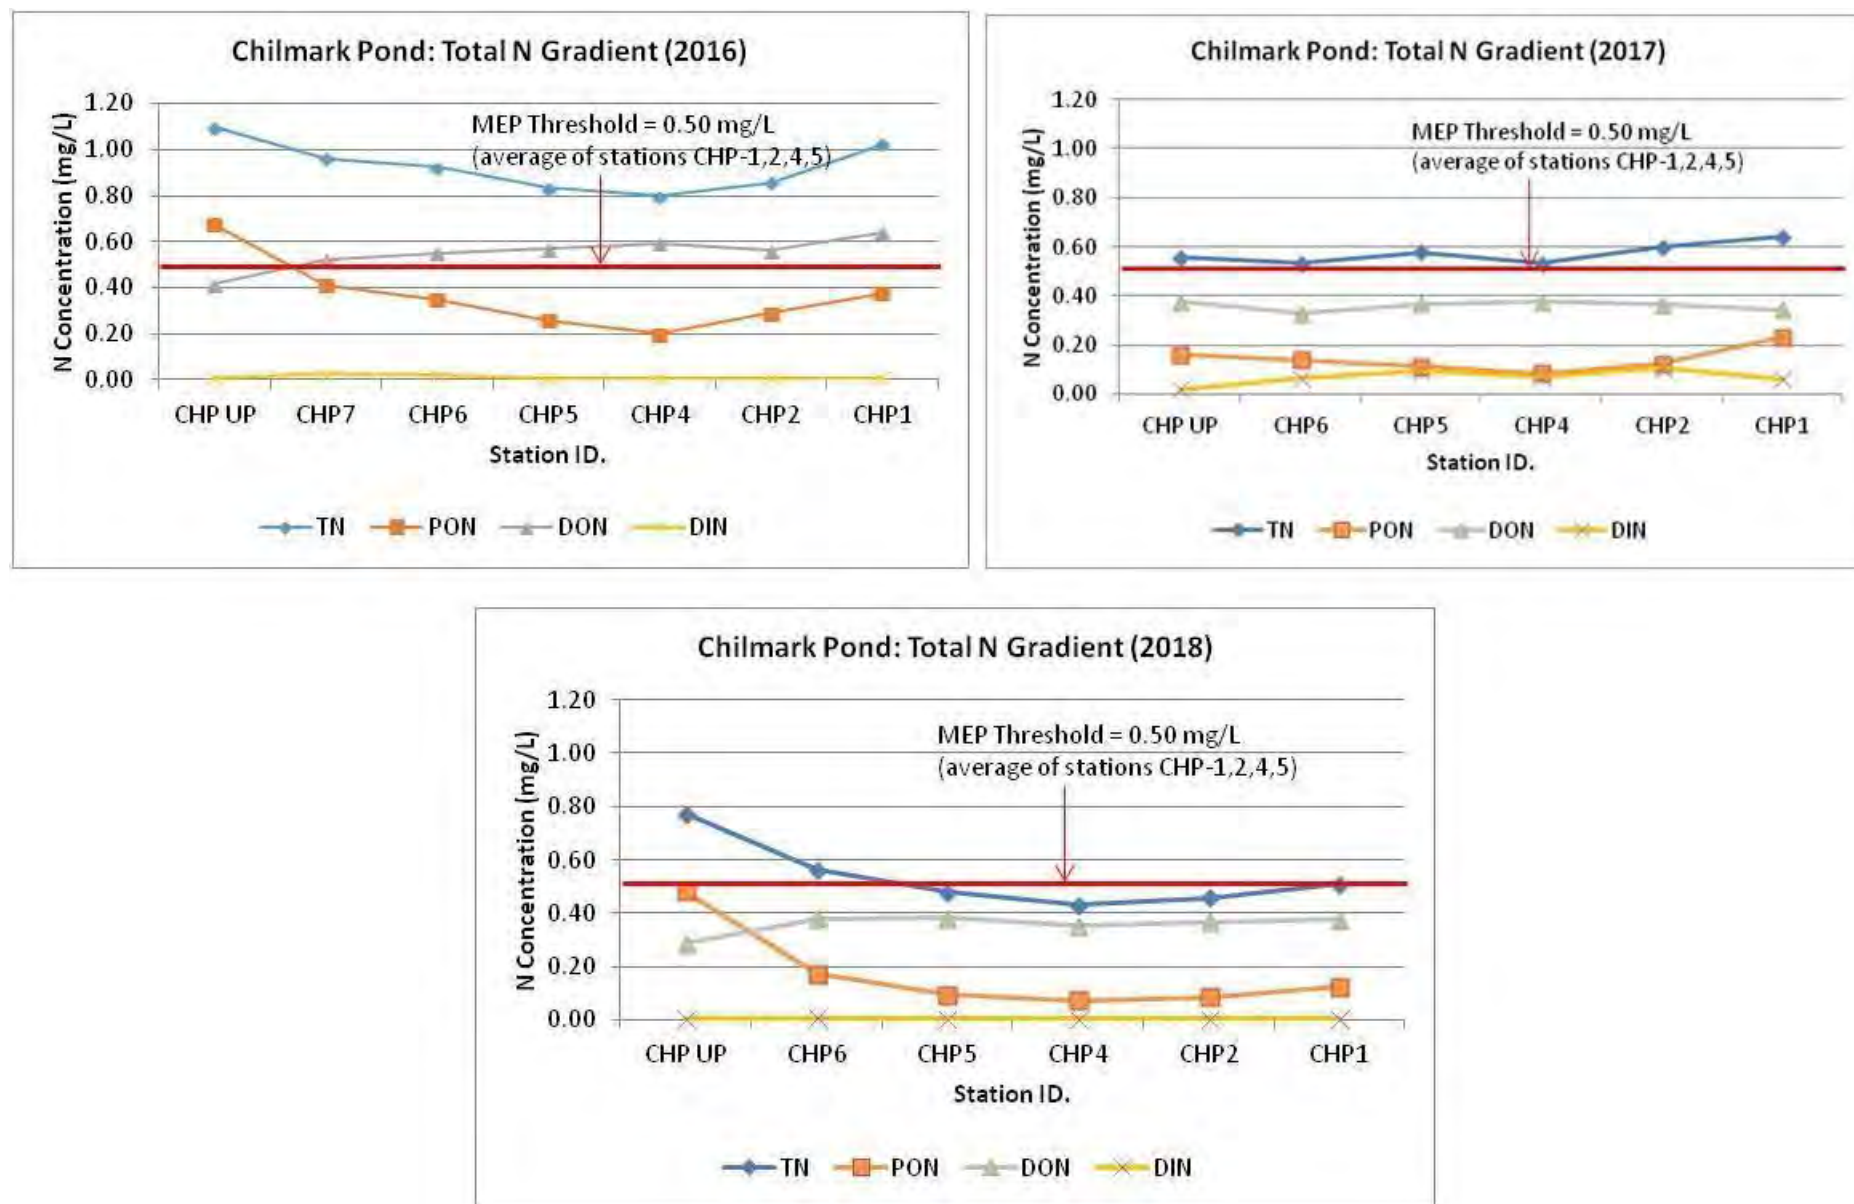 Chilmark Pond: Total N Gradient (2016)
N Concentration (mg/L)
1.20
1.00
0.80
0.60
0.40
0.20
0.00
MEP Threshold = 0.50 mg/L
(average of stations CHP-1,2,4,5)
CHP UP CHP7 CHP6 CHP5 CHP4 CHP2 CHP1
Station ID.
TN PON DON DIN
Chilmark Pond: Total N Gradient (2017)
N Concentration (mg/L)
1.20
1.00
0.80
0.60
0.40
0.20
0.00
MEP Threshold = 0.50 mg/L
(average of stations CHP-1,2,4,5)
CHP UP CHP6 CHP5 CHP4 CHP2 CHP1
Station ID.
TN PON DON DIN
Chilmark Pond: Total N Gradient (2018)
N Concentration (mg/L)
1.20
1.00
0.80
0.60
0.40
0.20
0.00
MEP Threshold = 0.50 mg/L
(average of stations CHP-1,2,4,5)
CHP UP CHP6 CHP5 CHP4 CHP2 CHP1
Station ID.
TN PON DON DIN